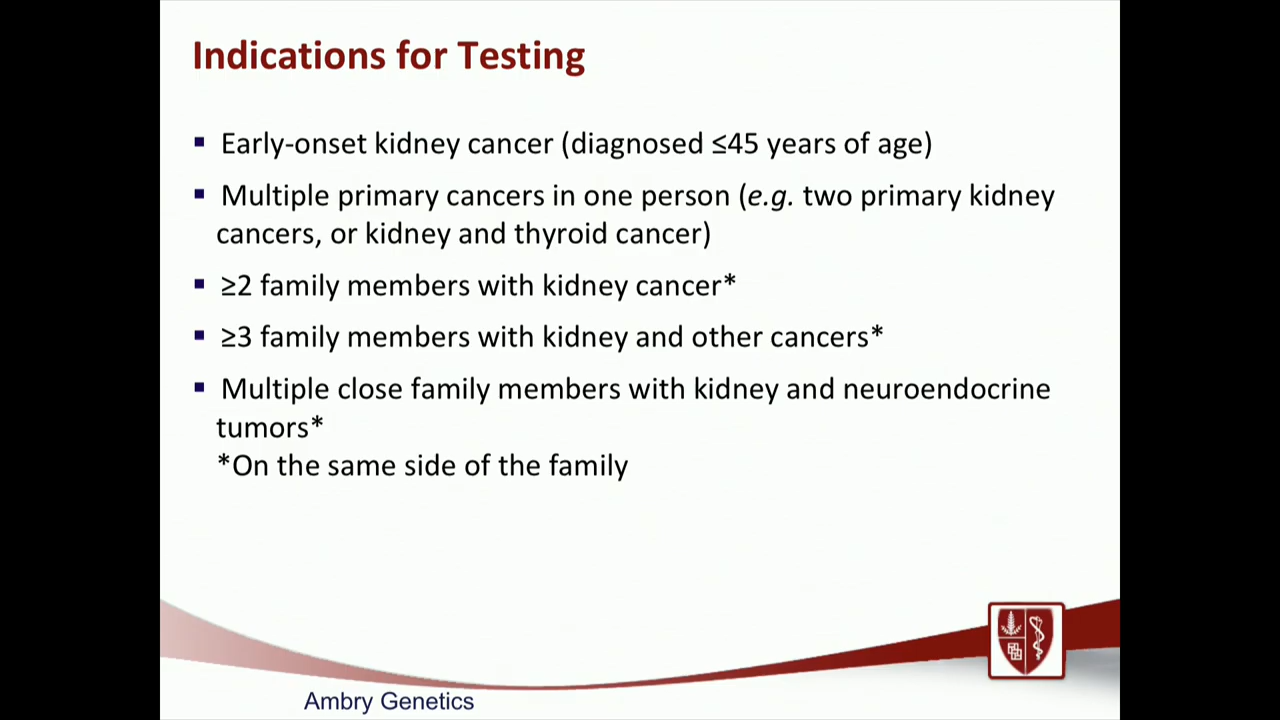 Indications for Testing
▪ Early-onset kidney cancer (diagnosed ≤45 years of age)
▪ Multiple primary cancers in one person (e.g. two primary kidney
cancers, or kidney and thyroid cancer)
▪ ≥2 family members with kidney cancer*
▪ ≥3 family members with kidney and other cancers*
▪ Multiple close family members with kidney and neuroendocrine
tumors*
*On the same side of the family
Ambry Genetics